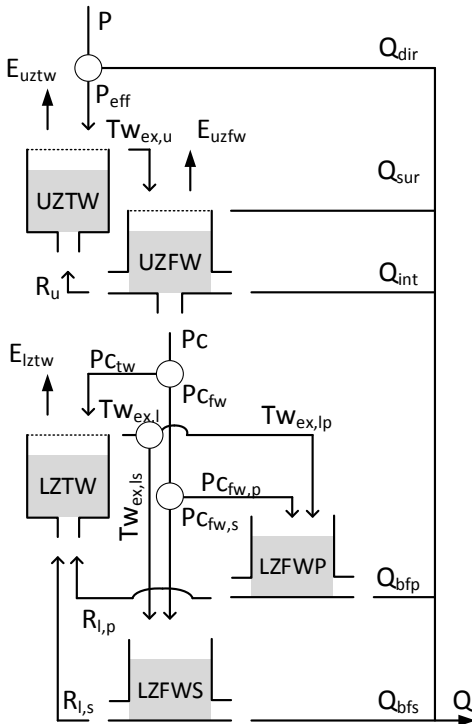 P
Q_dir
E_uztw
P_eff
Tw_ex,u
E_uzfw
UZTW
Q_sur
UZFW
R_u
Q_int
Pc
E_lztw
Pc_tw
Pc_fw
Tw_ex,l
Tw_ex,lp
LZTW
Tw_ex,ls
Pc_fw,p
Pc_fw,s
LZFWP
Q_bfp
R_l,p
LZFWS
R_l,s
Q_bfs
Q